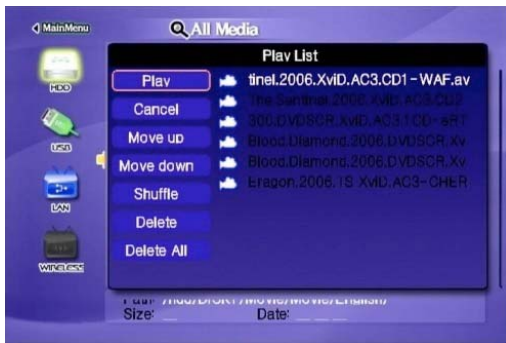 MainMenu
All Media
Play List
HDD
USB
LAN
WIRELESS
Play
Cancel
Move up
Move down
Shuffle
Delete
Delete All
tinel.2006.XviD.AC3.CD1-WAF.av
The Sentinel.2006.XviD.AC3.CD2
300.DVDSCR.XviD.AC3.1CD-
Blood.Diamond.2006.DVDSCR.Xv
Blood.Diamond.2006.DVDSCR.Xv
Eragon.2006.TS.XviD.AC3-CHER
Size:
Date: